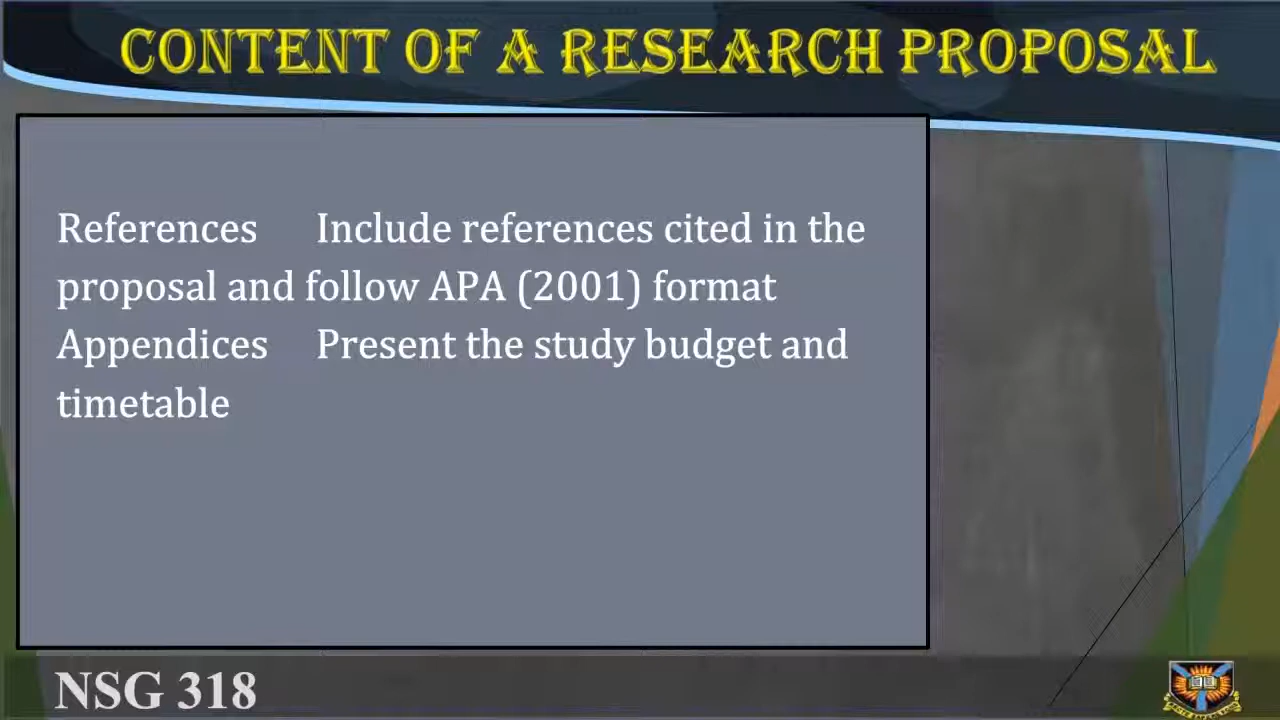 CONTENT OF A RESEARCH PROPOSAL
References Include references cited in the
proposal and follow APA (2001) format
Appendices Present the study budget and
timetable
NSG 318